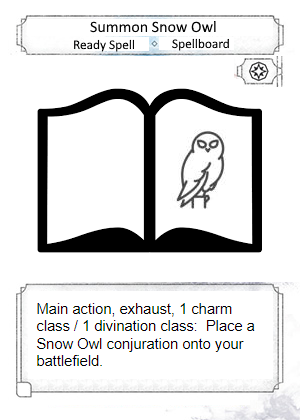 Summon Snow Owl
Ready Spell Spellboard
Main action, exhaust, 1 charm
class / 1 divination class:  Place a
Snow Owl conjuration onto your
battlefield.